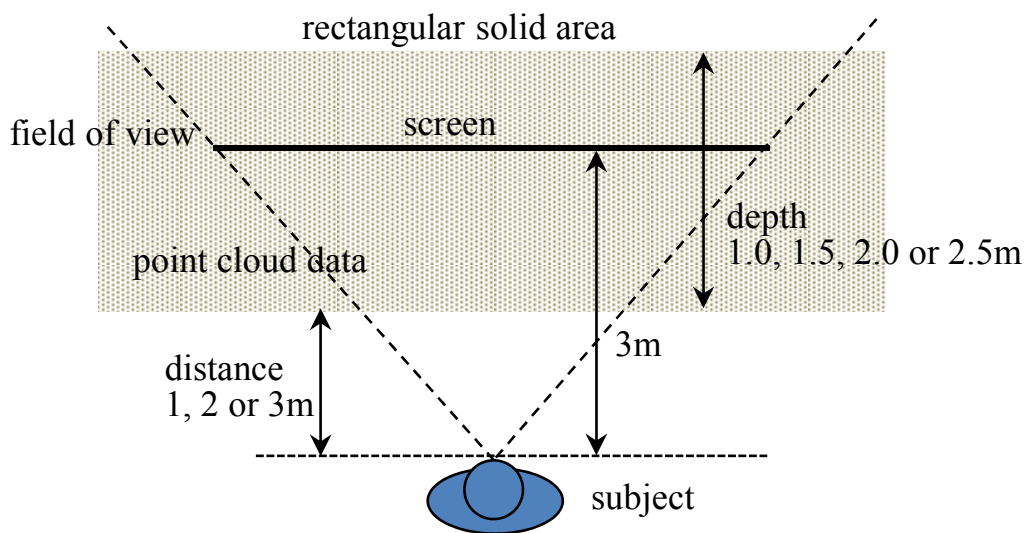 rectangular solid area
field of view
screen
depth
1.0, 1.5, 2.0 or 2.5m
point cloud data
3m
distance
1, 2 or 3m
subject